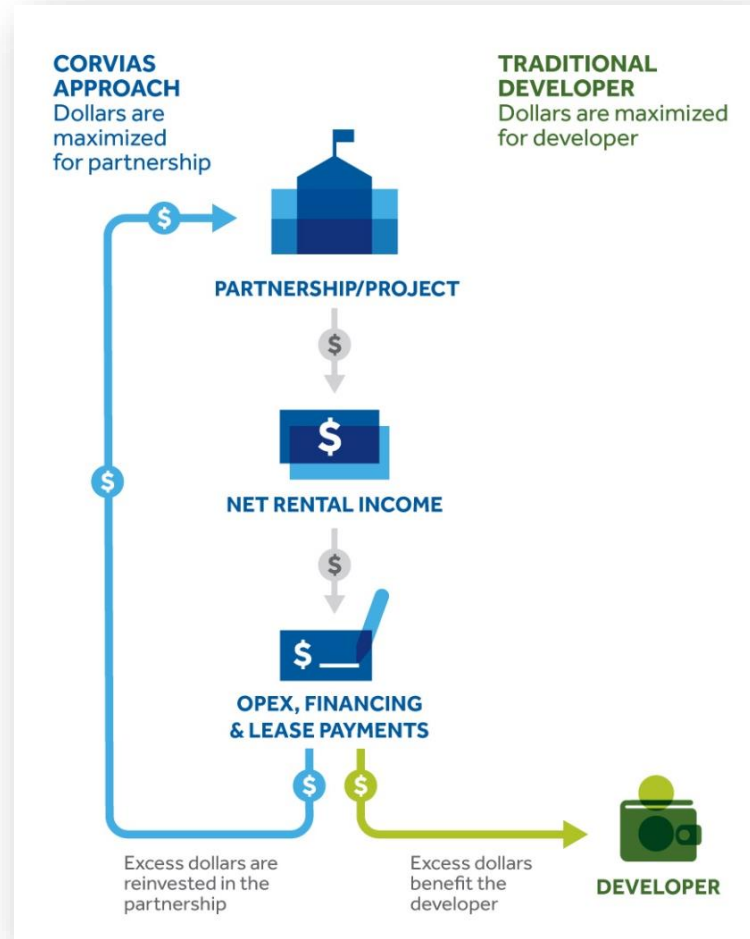 CORVIAS
APPROACH
Dollars are
maximized
for partnership
TRADITIONAL
DEVELOPER
Dollars are maximized
for developer
$
PARTNERSHIP/PROJECT
$
$
$
NET RENTAL INCOME
$
$
OPEX, FINANCING
& LEASE PAYMENTS
$
$
Excess dollars are
reinvested in the
partnership
Excess dollars
benefit the
developer
DEVELOPER